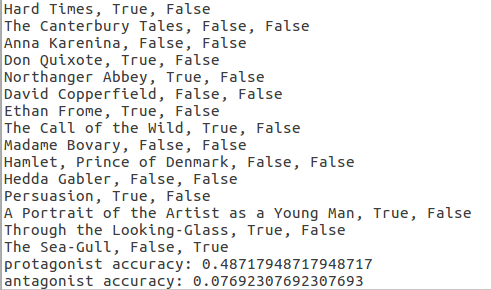 Hard Times, True, False
The Canterbury Tales, False, False
Anna Karenina, False, False
Don Quixote, True, False
Northanger Abbey, True, False
David Copperfield, False, False
Ethan Frome, True, False
The Call of the Wild, True, False
Madame Bovary, False, False
Hamlet, Prince of Denmark, False, False
Hedda Gabler, False, False
Persuasion, True, False
A Portrait of the Artist as a Young Man, True, False
Through the Looking-Glass, True, False
The Sea-Gull, False, True
protagonist accuracy: 0.48717948717948717
antagonist accuracy: 0.07692307692307693